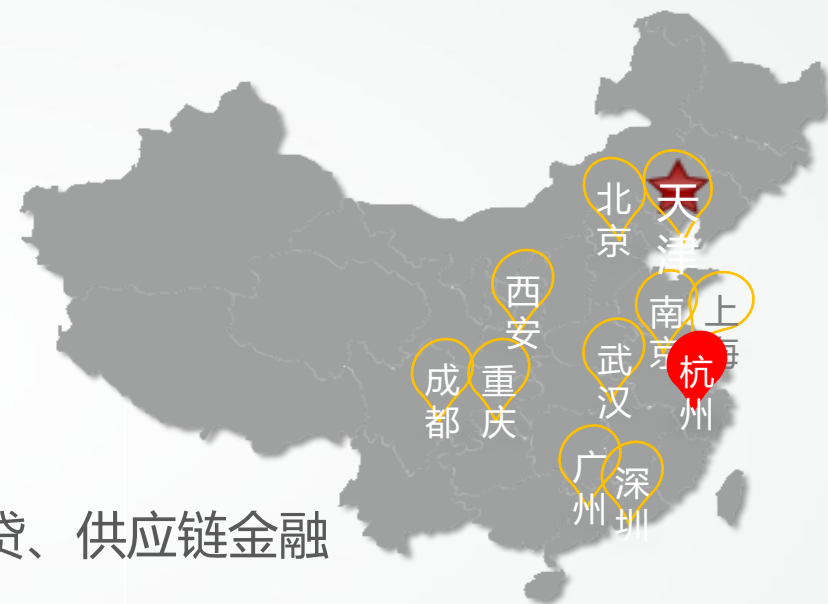 北京
天津
西安
南京
上海
成都
重庆
武汉
杭州
广州
深圳
贷、供应链金融